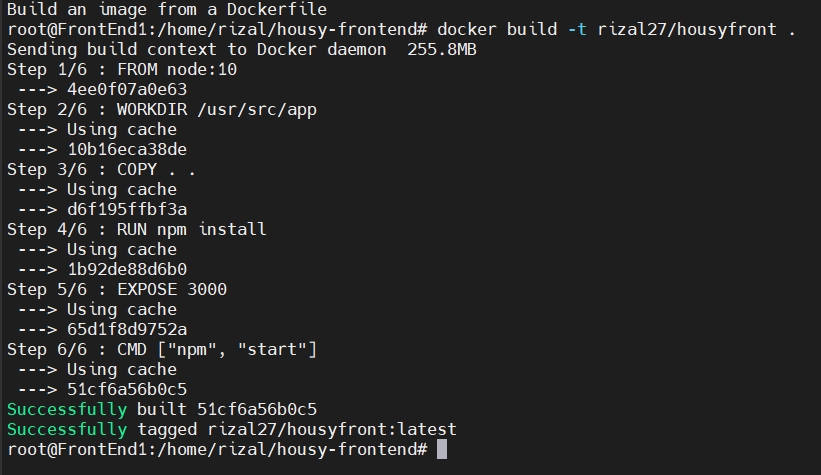 Build an image from a Dockerfile
root@FrontEnd1:/home/rizal/housy-frontend# docker build -t rizal27/housyfront .
Sending build context to Docker daemon  255.8MB
Step 1/6 : FROM node:10
 ---> 4ee0f07a0e63
Step 2/6 : WORKDIR /usr/src/app
 ---> Using cache
 ---> 10b16eca38de
Step 3/6 : COPY . .
 ---> Using cache
 ---> d6f195ffbf3a
Step 4/6 : RUN npm install
 ---> Using cache
 ---> 1b92de88d6b0
Step 5/6 : EXPOSE 3000
 ---> Using cache
 ---> 65d1f8d9752a
Step 6/6 : CMD ["npm", "start"]
 ---> Using cache
 ---> 51cf6a56b0c5
Successfully built 51cf6a56b0c5
Successfully tagged rizal27/housyfront:latest
root@FrontEnd1:/home/rizal/housy-frontend#